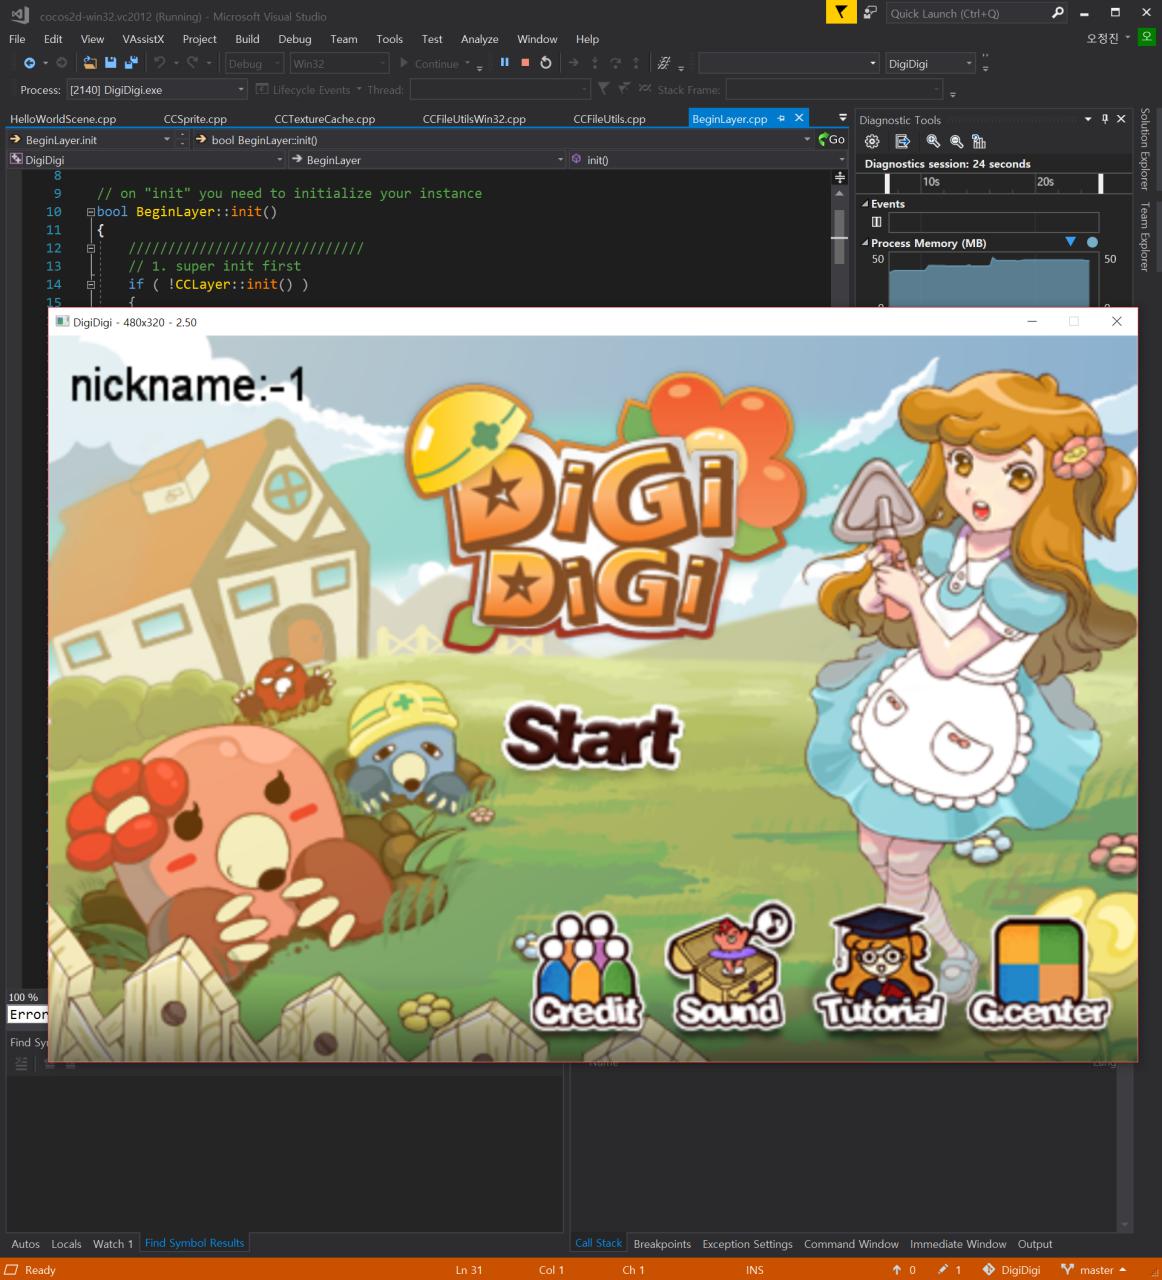 cocos2d-win32.vc2012 (Running) - Microsoft Visual Studio
Quick Launch (Ctrl+Q)
File Edit View VAssistX Project Build Debug Team Tools Test Analyze Window Help
오정진 오
Debug Win32 Continue DigiDigi
Process: [2140] DigiDigi.exe Lifecycle Events Thread: Stack Frame:
HelloWorldScene.cpp CCSprite.cpp CCTextureCache.cpp CCFileUtilsWin32.cpp CCFileUtils.cpp BeginLayer.cpp
BeginLayer.init bool BeginLayer::init() Go
DigiDigi BeginLayer init()
8
9 // on "init" you need to initialize your instance
10 bool BeginLayer::init()
11 {
12 //////////////////////////////
13 // 1. super init first
14 if ( !CCLayer::init() )
15 {
Diagnostic Tools
Diagnostics session: 24 seconds
10s 20s
Events
Process Memory (MB)
50 50
0 0
Solution Explorer
Team Explorer
DigiDigi - 480x320 - 2.50
nickname:-1
DiGi
DiGi
Start
Credit Sound Tutorial G.center
100 %
Error
Find Sy
Name Lang
Autos Locals Watch 1 Find Symbol Results
Call Stack Breakpoints Exception Settings Command Window Immediate Window Output
Ready Ln 31 Col 1 Ch 1 INS 0 1 DigiDigi master